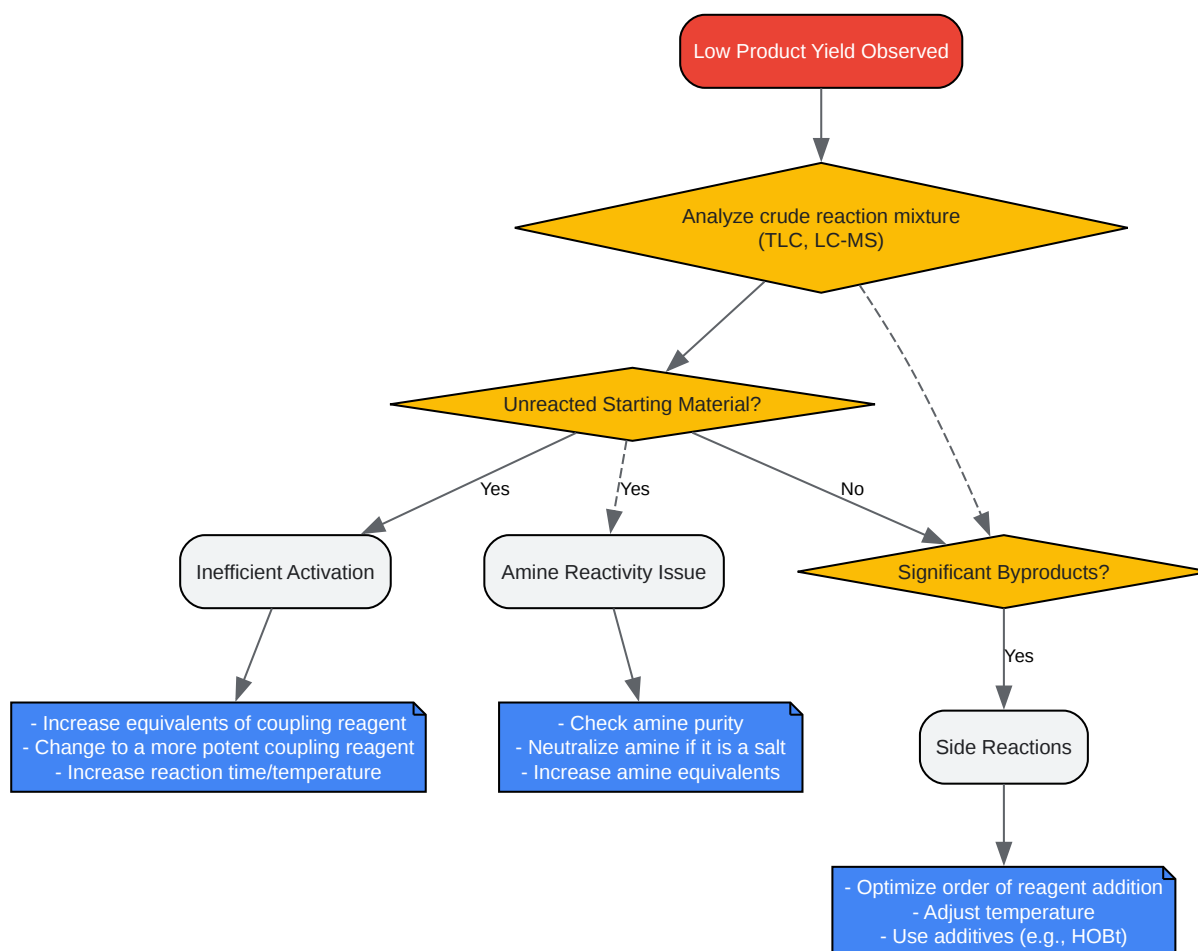 Low Product Yield Observed
Analyze crude reaction mixture
(TLC, LC-MS)
Unreacted Starting Material?
Yes
Yes
No
Inefficient Activation
Amine Reactivity Issue
Significant Byproducts?
Yes
- Increase equivalents of coupling reagent
- Change to a more potent coupling reagent
- Increase reaction time/temperature
- Check amine purity
- Neutralize amine if it is a salt
- Increase amine equivalents
Side Reactions
- Optimize order of reagent addition
- Adjust temperature
- Use additives (e.g., HOBt)